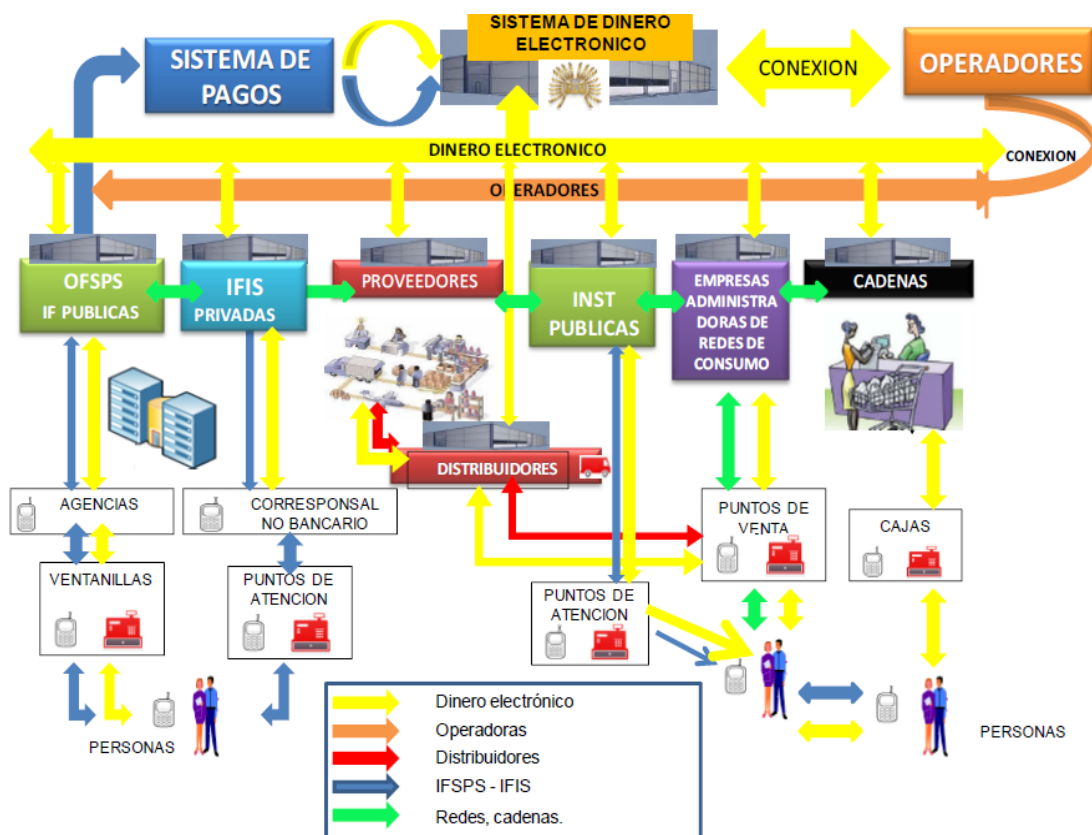 SISTEMA DE DINERO
ELECTRONICO
SISTEMA DE
PAGOS
CONEXION
OPERADORES
DINERO ELECTRONICO
CONEXION
OPERADORES
OFSPS
IF PUBLICAS
IFIS
PRIVADAS
PROVEEDORES
INST
PUBLICAS
EMPRESAS
ADMINISTRA
DORAS DE
REDES DE
CONSUMO
CADENAS
DISTRIBUIDORES
AGENCIAS
CORRESPONSAL
NO BANCARIO
PUNTOS DE
VENTA
CAJAS
VENTANILLAS
PUNTOS DE
ATENCION
PUNTOS DE
ATENCION
PERSONAS
PERSONAS
Dinero electrónico
Operadoras
Distribuidores
IFSPS - IFIS
Redes, cadenas.